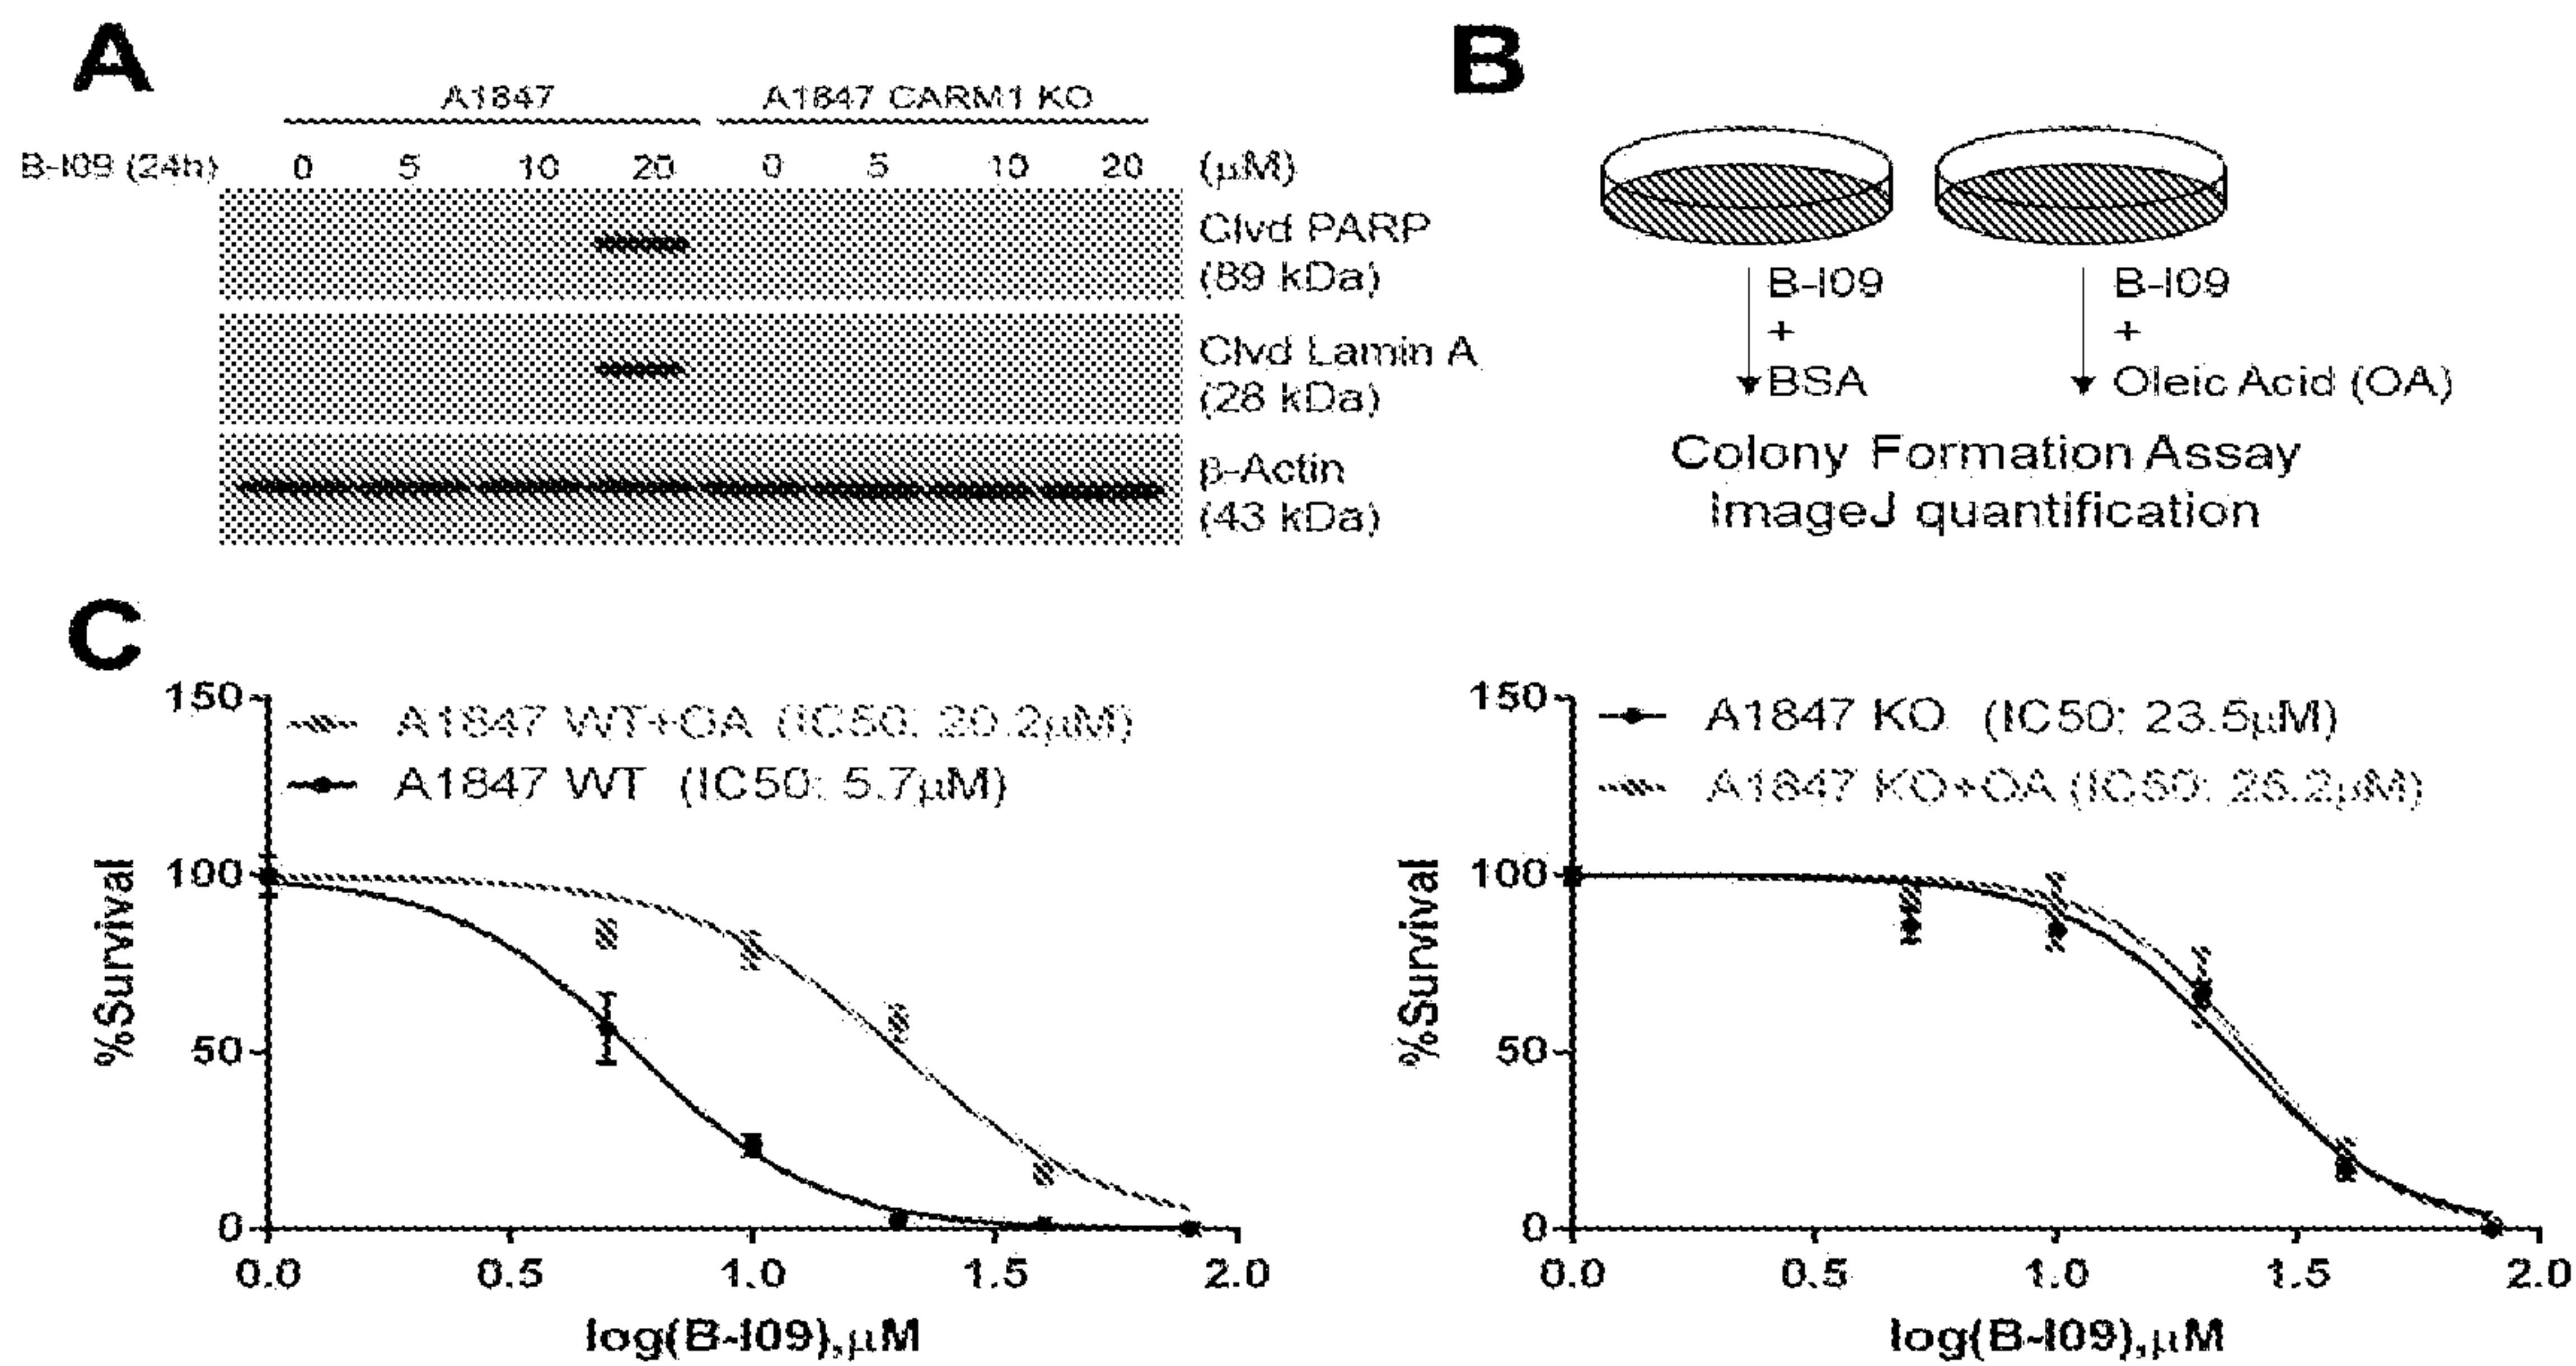 A
A1847 A1847 CARM1 KO
B-I09 (24h) 0 5 10 20 0 5 10 20 (μM)
Clvd PARP
(89 kDa)
Clvd Lamin A
(28 kDa)
β-Actin
(43 kDa)
B
B-I09 B-I09
+ +
BSA Oleic Acid (OA)
Colony Formation Assay
ImageJ quantification
C
150
A1847 WT+OA (IC50: 20.2μM)
A1847 WT (IC50: 5.7μM)
100
50
0
%Survival
0.0 0.5 1.0 1.5 2.0
log(B-I09),μM
150
A1847 KO (IC50: 23.5μM)
A1847 KO+OA (IC50: 25.2μM)
100
50
0
%Survival
0.0 0.5 1.0 1.5 2.0
log(B-I09),μM